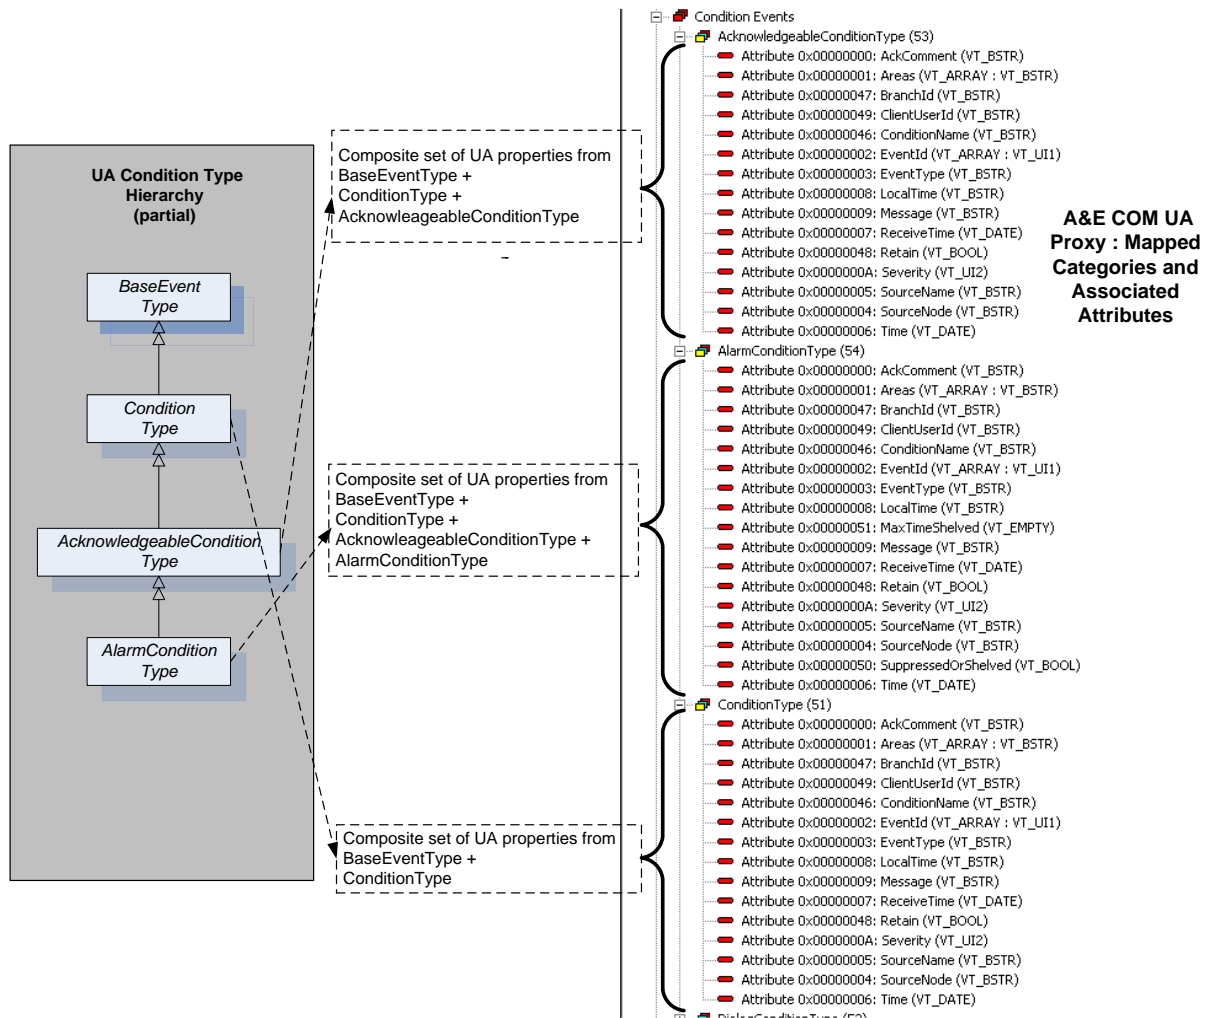 UA Condition Type
Hierarchy
(partial)
BaseEvent
Type
Condition
Type
AcknowledgeableCondition
Type
AlarmCondition
Type
Composite set of UA properties from
BaseEventType +
ConditionType +
AcknowleageableConditionType
Composite set of UA properties from
BaseEventType +
ConditionType +
AcknowleageableConditionType +
AlarmConditionType
Composite set of UA properties from
BaseEventType +
ConditionType
Condition Events
AcknowledgeableConditionType (53)
Attribute 0x00000000: AckComment (VT_BSTR)
Attribute 0x00000001: Areas (VT_ARRAY : VT_BSTR)
Attribute 0x00000047: BranchId (VT_BSTR)
Attribute 0x00000049: ClientUserId (VT_BSTR)
Attribute 0x00000046: ConditionName (VT_BSTR)
Attribute 0x00000002: EventId (VT_ARRAY : VT_UI1)
Attribute 0x00000003: EventType (VT_BSTR)
Attribute 0x00000008: LocalTime (VT_BSTR)
Attribute 0x00000009: Message (VT_BSTR)
Attribute 0x00000007: ReceiveTime (VT_DATE)
Attribute 0x00000048: Retain (VT_BOOL)
Attribute 0x0000000A: Severity (VT_UI2)
Attribute 0x00000005: SourceName (VT_BSTR)
Attribute 0x00000004: SourceNode (VT_BSTR)
Attribute 0x00000006: Time (VT_DATE)
AlarmConditionType (54)
Attribute 0x00000000: AckComment (VT_BSTR)
Attribute 0x00000001: Areas (VT_ARRAY : VT_BSTR)
Attribute 0x00000047: BranchId (VT_BSTR)
Attribute 0x00000049: ClientUserId (VT_BSTR)
Attribute 0x00000046: ConditionName (VT_BSTR)
Attribute 0x00000002: EventId (VT_ARRAY : VT_UI1)
Attribute 0x00000003: EventType (VT_BSTR)
Attribute 0x00000008: LocalTime (VT_BSTR)
Attribute 0x00000051: MaxTimeShelved (VT_EMPTY)
Attribute 0x00000009: Message (VT_BSTR)
Attribute 0x00000007: ReceiveTime (VT_DATE)
Attribute 0x00000048: Retain (VT_BOOL)
Attribute 0x0000000A: Severity (VT_UI2)
Attribute 0x00000005: SourceName (VT_BSTR)
Attribute 0x00000004: SourceNode (VT_BSTR)
Attribute 0x00000050: SuppressedOrShelved (VT_BOOL)
Attribute 0x00000006: Time (VT_DATE)
ConditionType (51)
Attribute 0x00000000: AckComment (VT_BSTR)
Attribute 0x00000001: Areas (VT_ARRAY : VT_BSTR)
Attribute 0x00000047: BranchId (VT_BSTR)
Attribute 0x00000049: ClientUserId (VT_BSTR)
Attribute 0x00000046: ConditionName (VT_BSTR)
Attribute 0x00000002: EventId (VT_ARRAY : VT_UI1)
Attribute 0x00000003: EventType (VT_BSTR)
Attribute 0x00000008: LocalTime (VT_BSTR)
Attribute 0x00000009: Message (VT_BSTR)
Attribute 0x00000007: ReceiveTime (VT_DATE)
Attribute 0x00000048: Retain (VT_BOOL)
Attribute 0x0000000A: Severity (VT_UI2)
Attribute 0x00000005: SourceName (VT_BSTR)
Attribute 0x00000004: SourceNode (VT_BSTR)
Attribute 0x00000006: Time (VT_DATE)
A&E COM UA
Proxy : Mapped
Categories and
Associated
Attributes